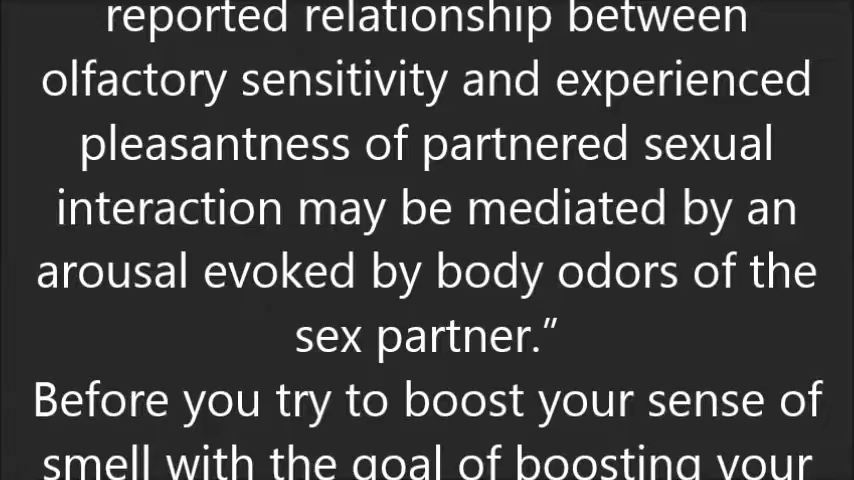 reported relationship between
olfactory sensitivity and experienced
pleasantness of partnered sexual
interaction may be mediated by an
arousal evoked by body odors of the
sex partner.”
Before you try to boost your sense of
smell with the goal of boosting your